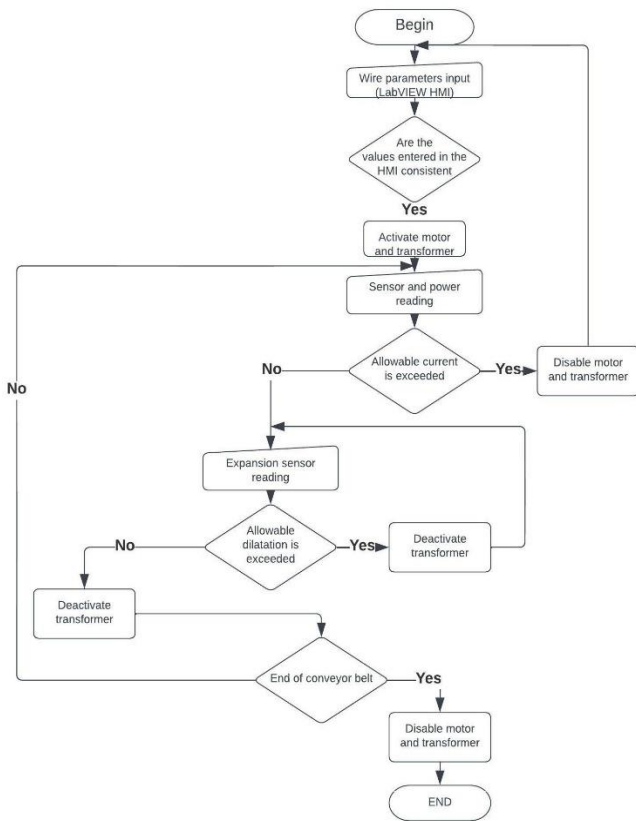 Begin
Wire parameters input
(LabVIEW HMI)
Are the
values entered in the
HMI consistent
Yes
Activate motor
and transformer
Sensor and power
reading
Allowable current
is exceeded
No
Yes
Disable motor
and transformer
No
Expansion sensor
reading
Allowable
dilatation is
exceeded
No
Yes
Deactivate
transformer
Deactivate
transformer
End of conveyor belt
Yes
Disable motor
and transformer
END